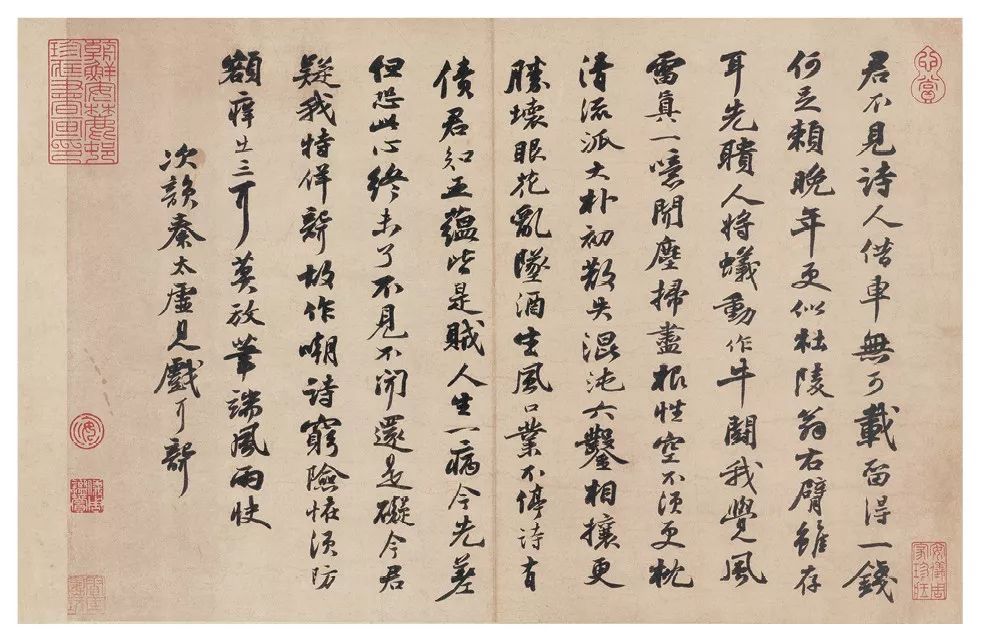 君不見詩人借車無可載留得一錢
何足賴晚年更似杜陵翁右臂雖存
耳先聵人將蟻動作牛鬭我覺風
雷真一噫聞塵掃盡根性空不須更枕
清流派大朴初散失混沌六鑿相攘更
勝壞眼花亂墜酒生風口業不停詩有
債君知五蘊皆是賊人生一病今先差
但恐此心終未了不見不聞還是礙今君
疑我特佯聾故作嘲詩窮險怪須防
額癢出三耳莫放筆端風雨快
次韻秦太虛見戲耳聾
安儀周家珍藏